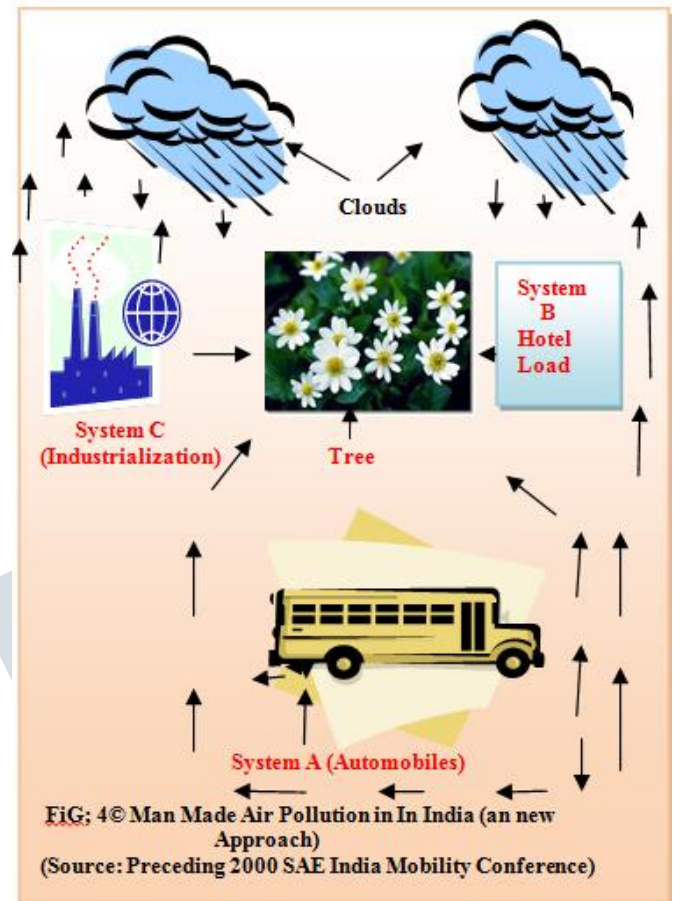 Clouds
System
B
Hotel
Load
System C
(Industrialization)
Tree
System A (Automobiles)
FiG; 4© Man Made Air Pollution in In India (an new
Approach)
(Source: Preceding 2000 SAE India Mobility Conference)